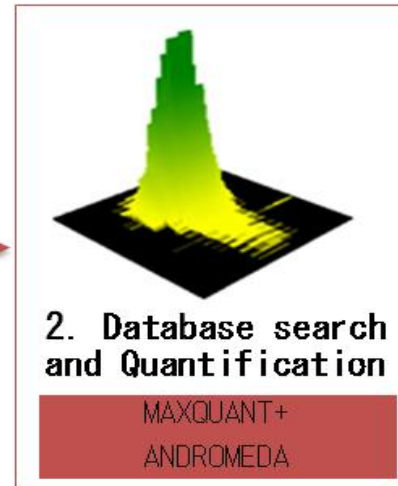 2. Database search
and Quantification
MAXQUANT+
ANDROMEDA